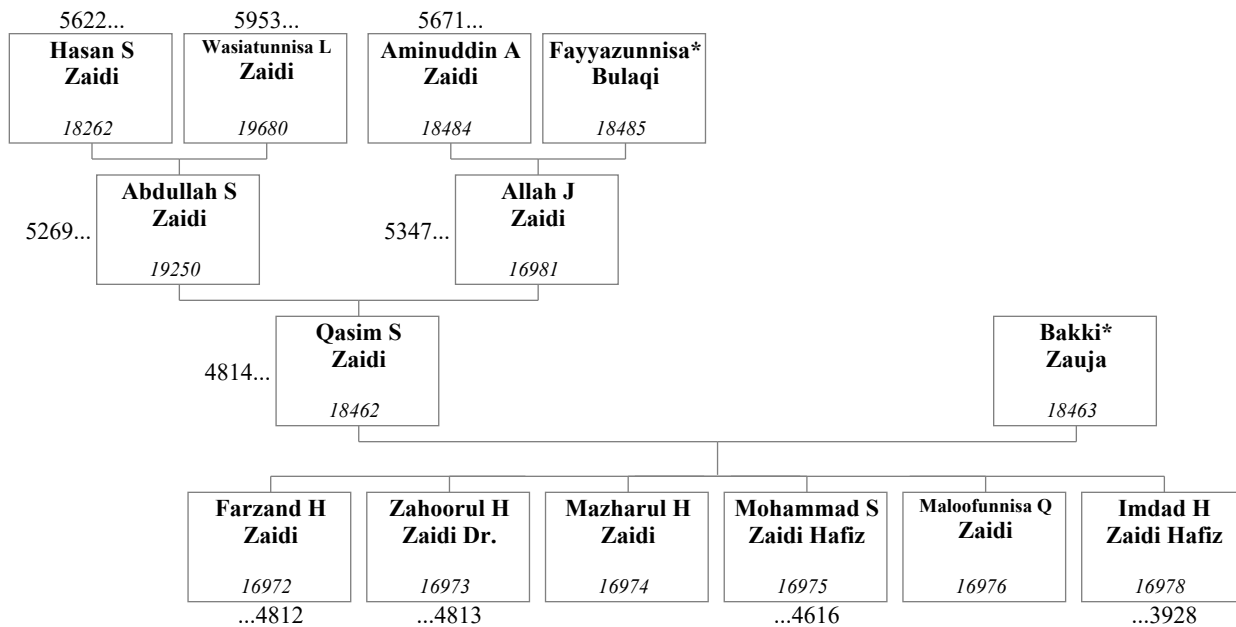 5622...
5953...
5671...
Hasan S
Zaidi
18262
Wasiatunnisa L
Zaidi
19680
Aminuddin A
Zaidi
18484
Fayyazunnisa*
Bulaqi
18485
5269...
Abdullah S
Zaidi
19250
5347...
Allah J
Zaidi
16981
4814...
Qasim S
Zaidi
18462
Bakki*
Zauja
18463
Farzand H
Zaidi
16972
...4812
Zahoorul H
Zaidi Dr.
16973
...4813
Mazharul H
Zaidi
16974
Mohammad S
Zaidi Hafiz
16975
...4616
Maloofunnisa Q
Zaidi
16976
Imdad H
Zaidi Hafiz
16978
...3928